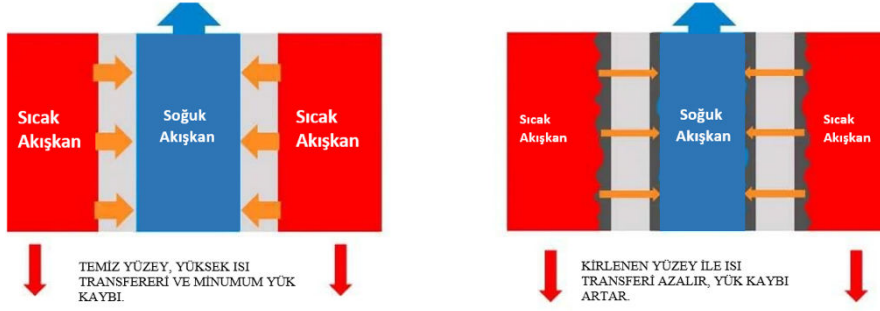 Sıcak
Akışkan
Soğuk
Akışkan
Sıcak
Akışkan
TEMİZ YÜZEY, YÜKSEK ISI
TRANSFERERİ VE MİNUMUM YÜK
KAYBI.
Sıcak
Akışkan
Soğuk
Akışkan
Sıcak
Akışkan
KİRLENEN YÜZEY İLE ISI
TRANSFERİ AZALIR, YÜK KAYBI
ARTAR.